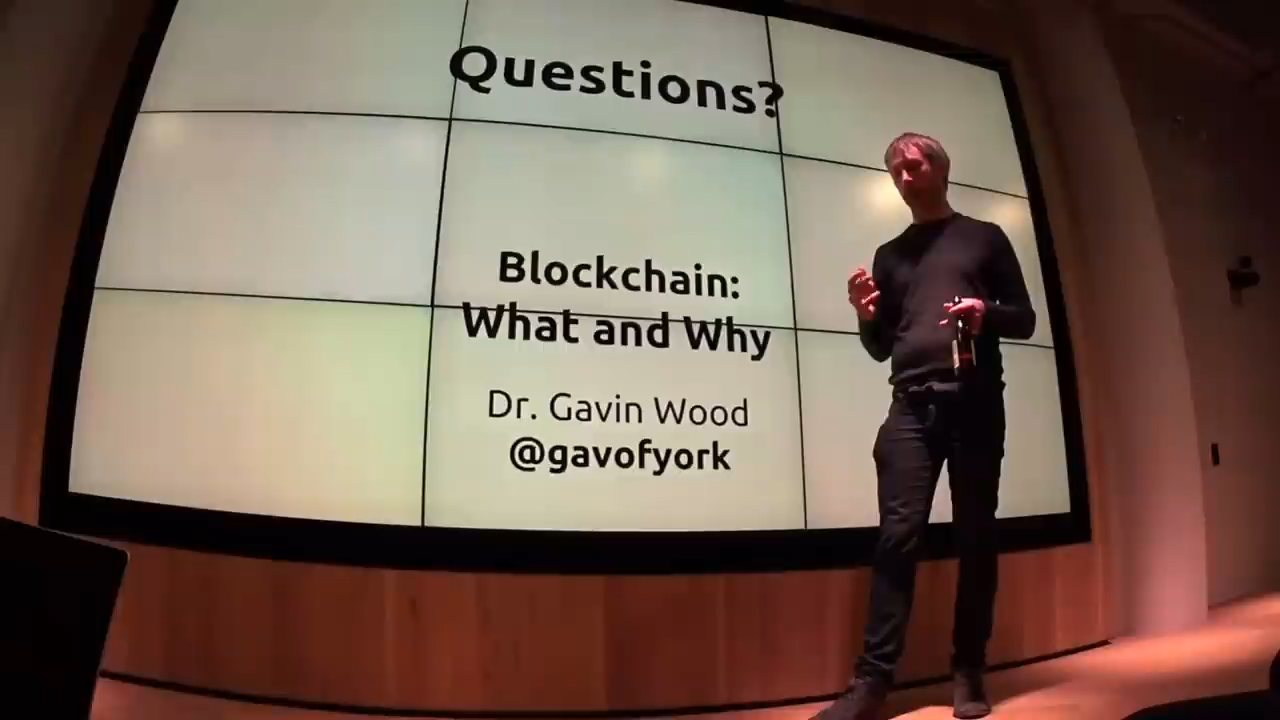 Questions?
Blockchain:
What and Why
Dr. Gavin Wood
@gavofyork